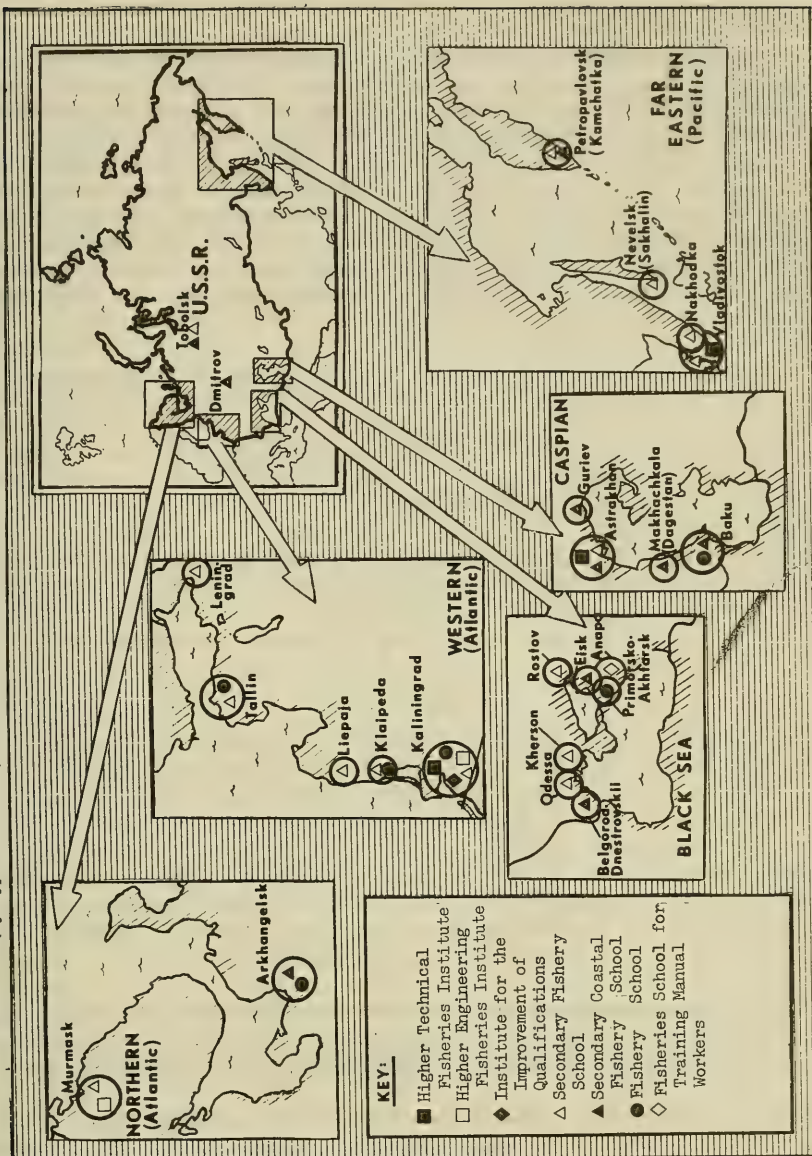 Tobolsk
U.S.S.R.
Dmitrov
Murmask
NORTHERN
(Atlantic)
Arkhangelsk
Lenin-
grad
Tallin
Liepaja
Klaipeda
Kaliningrad
WESTERN
(Atlantic)
Rostov
Eisk
Anapa
Primorsko-
Akhtarsk
Kherson
Odessa
Belgorod-
Dnestrovskii
BLACK SEA
CASPIAN
Guriev
Astrakhan
Makhachkala
(Dagestan)
Baku
Petropavlovsk
(Kamchatka)
Nevelsk
(Sakhalin)
Nakhodka
Vladivostok
FAR
EASTERN
(Pacific)
KEY:
Higher Technical
Fisheries Institute
Higher Engineering
Fisheries Institute
Institute for the
Improvement of
Qualifications
Secondary Fishery
School
Secondary Coastal
Fishery School
Fishery School
Fisheries School for
Training Manual
Workers